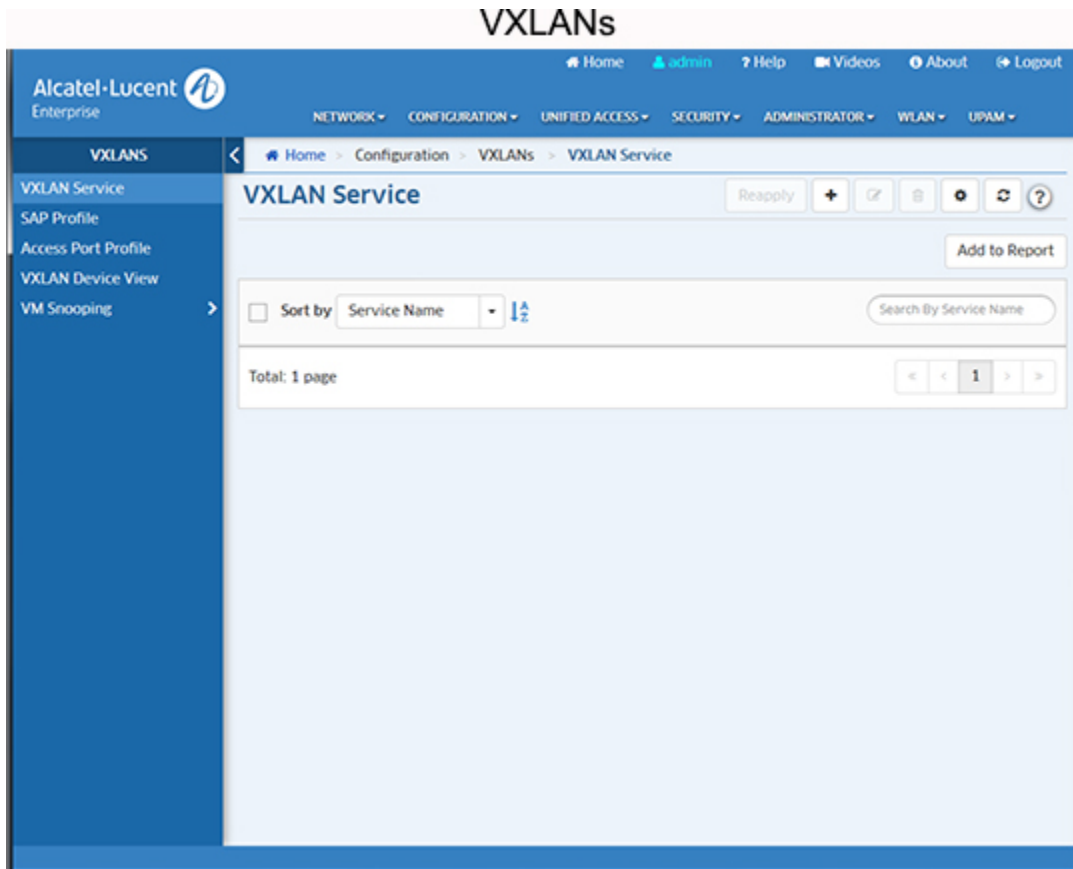 VXLANs
Home admin ? Help Videos About Logout
Alcatel·Lucent
Enterprise
NETWORK CONFIGURATION UNIFIED ACCESS SECURITY ADMINISTRATOR WLAN UPAM
VXLANS
< Home > Configuration > VXLANs > VXLAN Service
VXLAN Service
SAP Profile
Access Port Profile
VXLAN Device View
VM Snooping >
VXLAN Service
Reapply + ?
Add to Report
Sort by Service Name Search By Service Name
Total: 1 page « < 1 > »